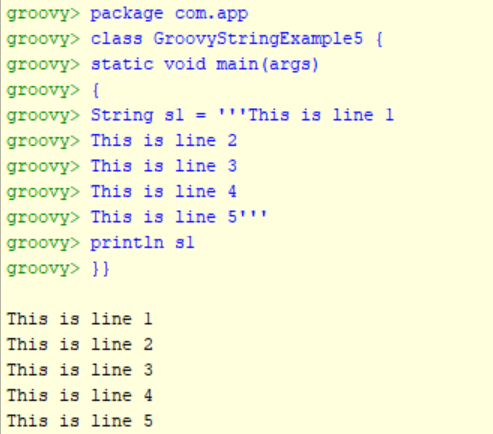 groovy> package com.app
groovy> class GroovyStringExample5 {
groovy> static void main(args)
groovy> {
groovy> String s1 = '''This is line 1
groovy> This is line 2
groovy> This is line 3
groovy> This is line 4
groovy> This is line 5'''
groovy> println s1
groovy> }}

This is line 1
This is line 2
This is line 3
This is line 4
This is line 5